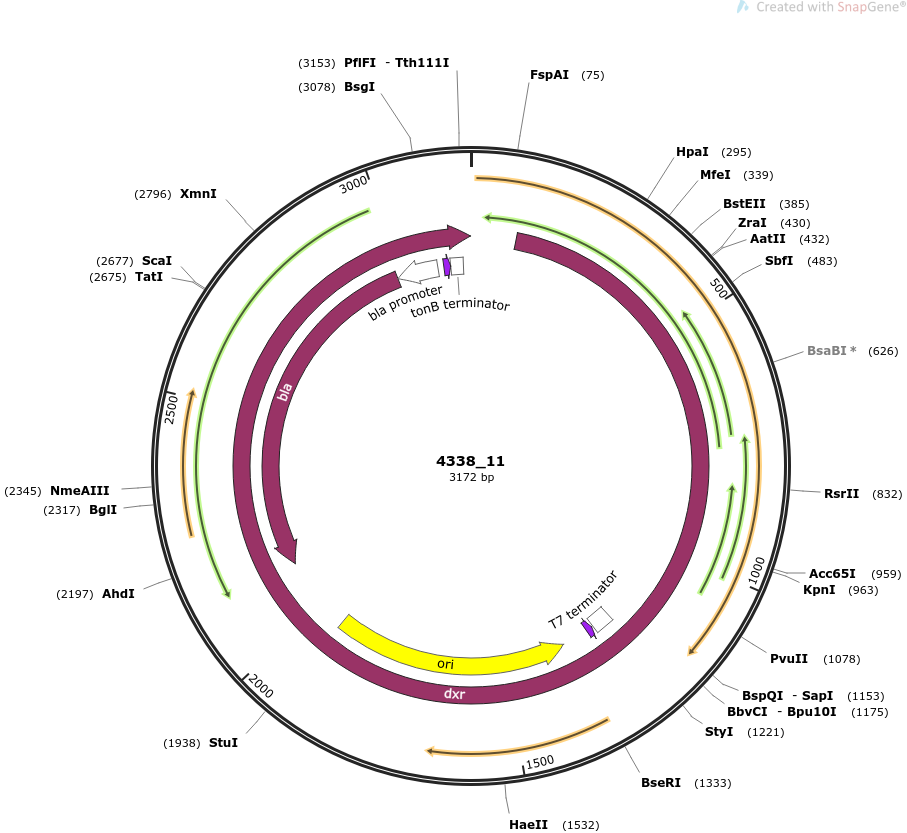 Created with SnapGene®
(3153) PflFI - Tth111I
(3078) BsgI
FspAI (75)
HpaI (295)
MfeI (339)
BstEII (385)
ZraI (430)
AatII (432)
SbfI (483)
BsaBI * (626)
RsrII (832)
Acc65I (959)
KpnI (963)
PvuII (1078)
BspQI - SapI (1153)
BbvCI - Bpu10I (1175)
StyI (1221)
BseRI (1333)
HaeII (1532)
(1938) StuI
(2197) AhdI
(2317) BglI
(2345) NmeAIII
(2675) TatI
(2677) ScaI
(2796) XmnI
500
1000
1500
2000
2500
3000
bla promoter
tonB terminator
bla
4338_11
3172 bp
T7 terminator
ori
dxr